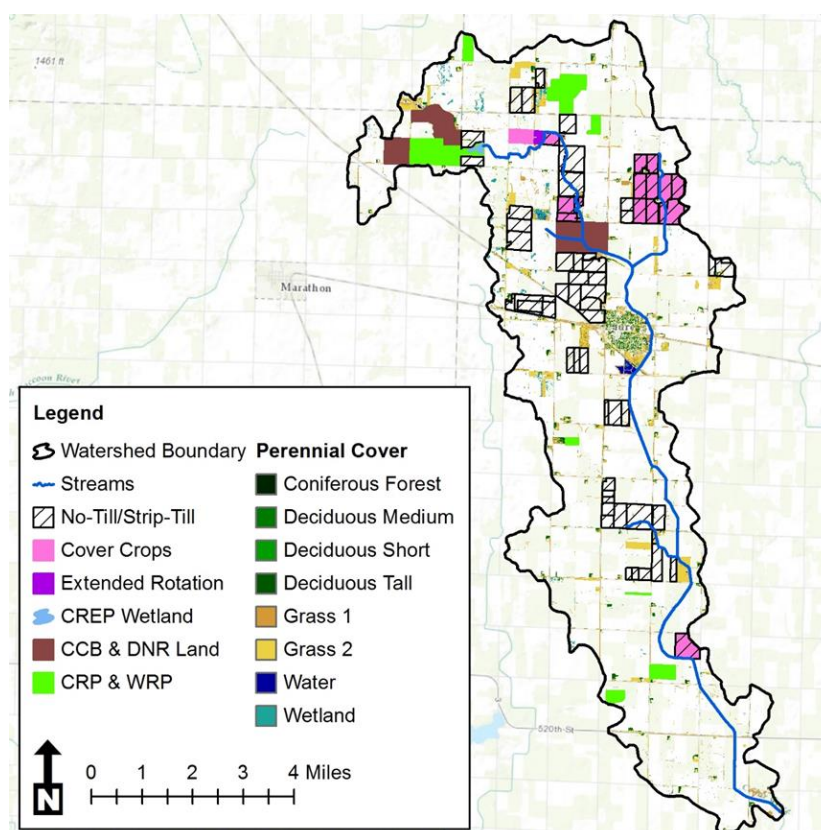 1461 ft
Marathon
Legend
Watershed Boundary
Streams
No-Till/Strip-Till
Cover Crops
Extended Rotation
CREP Wetland
CCB & DNR Land
CRP & WRP
Perennial Cover
Coniferous Forest
Deciduous Medium
Deciduous Short
Deciduous Tall
Grass 1
Grass 2
Water
Wetland
N
0 1 2 3 4 Miles
520th-St